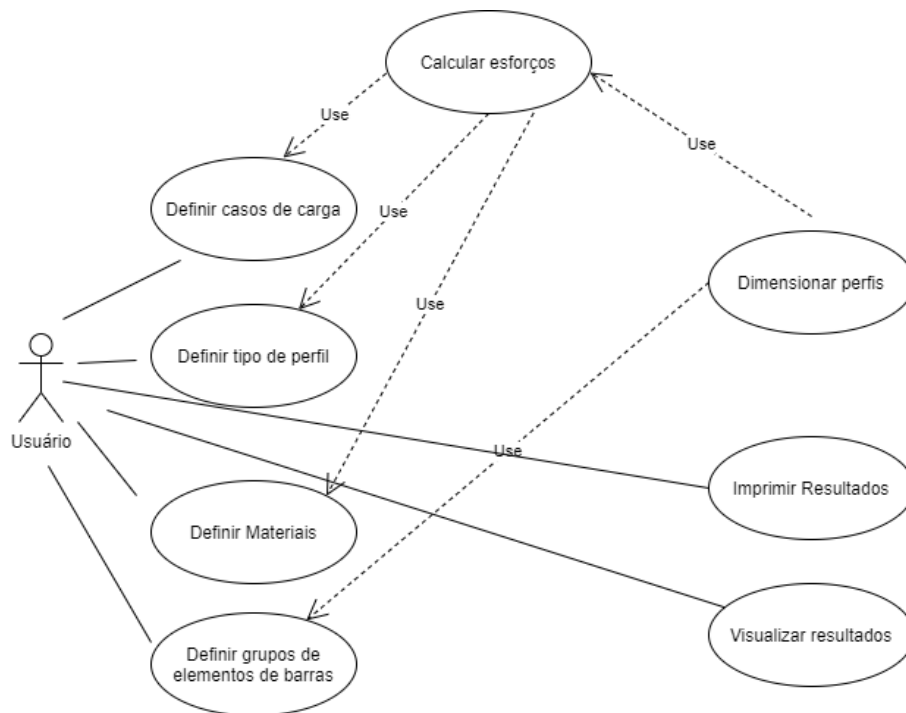 Calcular esforços
Use
Use
Definir casos de carga
Use
Dimensionar perfis
Use
Definir tipo de perfil
Usuário
Use
Imprimir Resultados
Definir Materiais
Visualizar resultados
Definir grupos de
elementos de barras